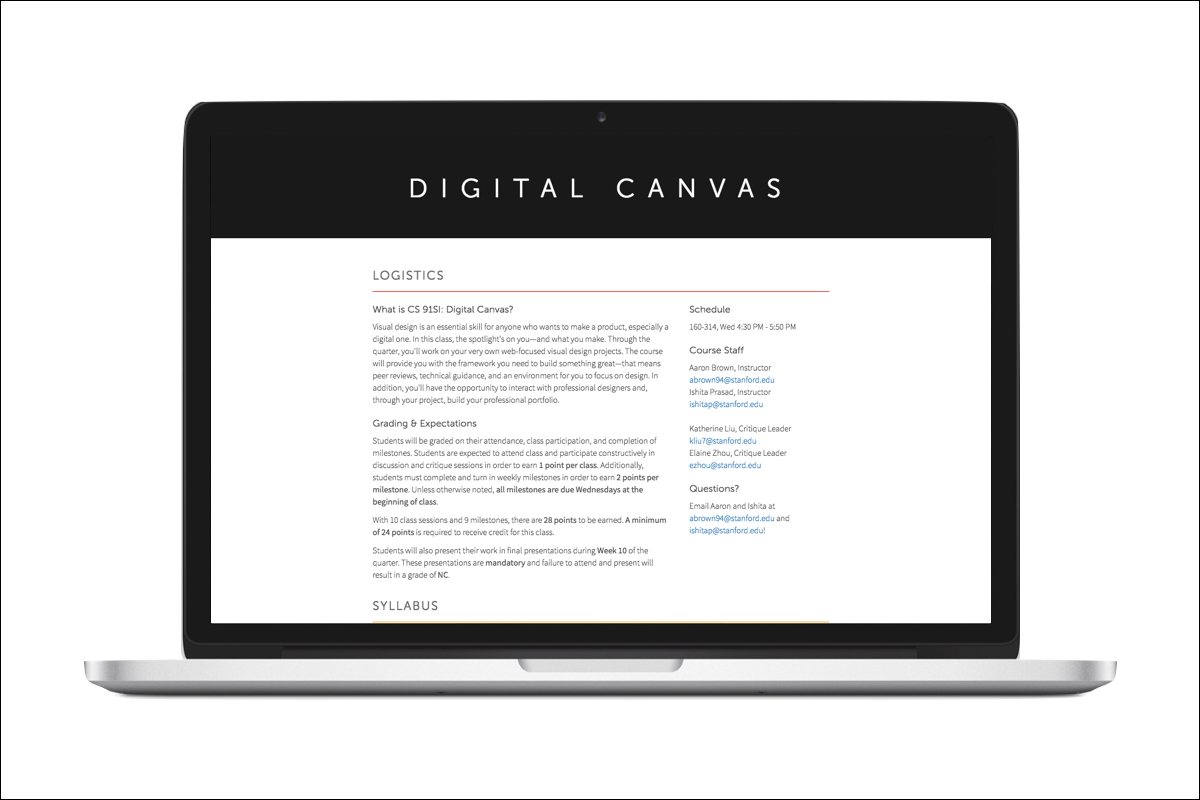 DIGITAL CANVAS
LOGISTICS
What is CS 91SI: Digital Canvas?
Visual design is an essential skill for anyone who wants to make a product, especially a
digital one. In this class, the spotlight's on you—and what you make. Through the
quarter, you'll work on your very own web-focused visual design projects. The course
will provide you with the framework you need to build something great—that means
peer reviews, technical guidance, and an environment for you to focus on design. In
addition, you'll have the opportunity to interact with professional designers and,
through your project, build your professional portfolio.
Grading & Expectations
Students will be graded on their attendance, class participation, and completion of
milestones. Students are expected to attend class and participate constructively in
discussion and critique sessions in order to earn 1 point per class. Additionally,
students must complete and turn in weekly milestones in order to earn 2 points per
milestone. Unless otherwise noted, all milestones are due Wednesdays at the
beginning of class.
With 10 class sessions and 9 milestones, there are 28 points to be earned. A minimum
of 24 points is required to receive credit for this class.
Students will also present their work in final presentations during Week 10 of the
quarter. These presentations are mandatory and failure to attend and present will
result in a grade of NC.
Schedule
160-314, Wed 4:30 PM - 5:50 PM
Course Staff
Aaron Brown, Instructor
abrown94@stanford.edu
Ishita Prasad, Instructor
ishitap@stanford.edu
Katherine Liu, Critique Leader
kliu7@stanford.edu
Elaine Zhou, Critique Leader
ezhou@stanford.edu
Questions?
Email Aaron and Ishita at
abrown94@stanford.edu and
ishitap@stanford.edu!
SYLLABUS